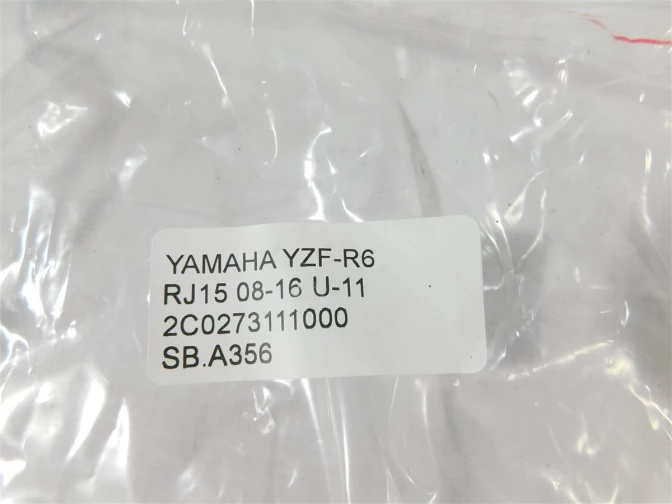 YAMAHA YZF-R6
RJ15 08-16 U-11
2C0273111000
SB.A356